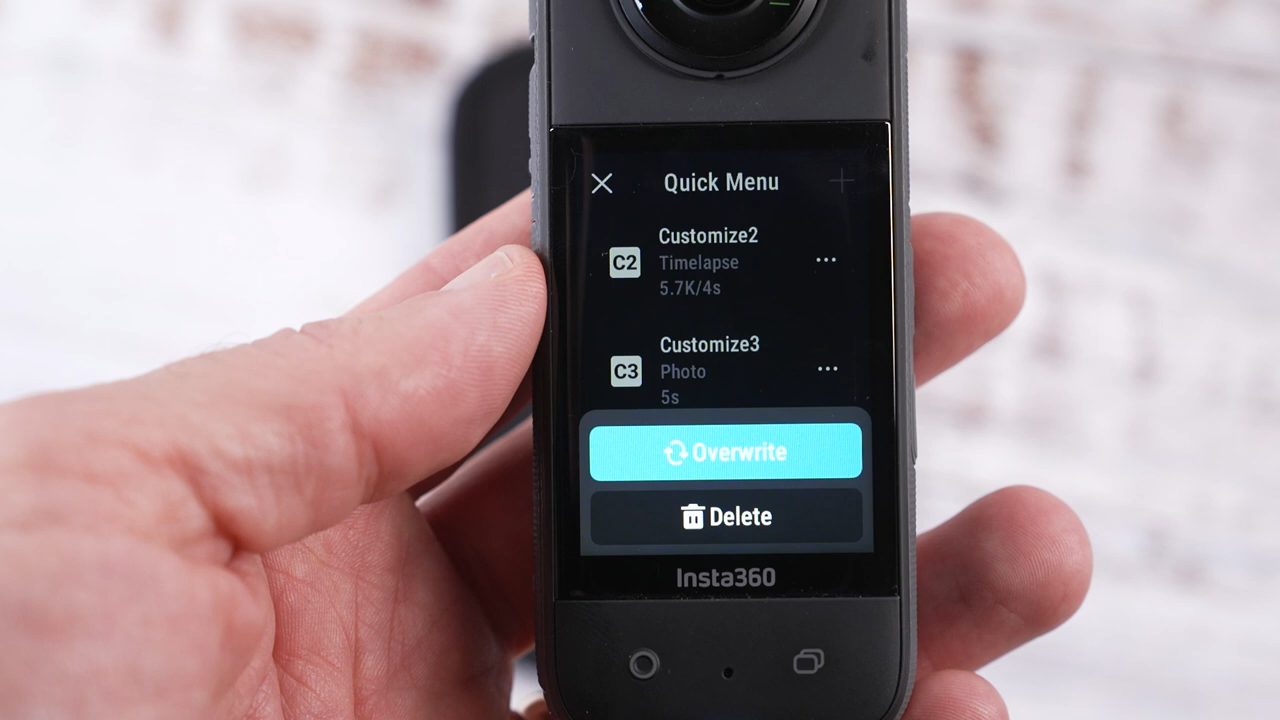 Quick Menu
C2
Customize2
Timelapse
5.7K/4s
C3
Customize3
Photo
5s
Overwrite
Delete
Insta360